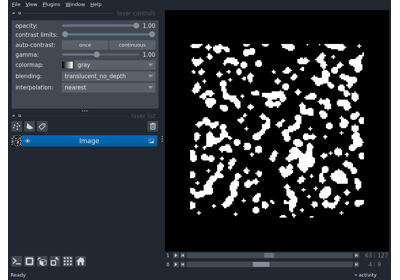 File View Plugins Window Help
layer controls
opacity: 1.00
contrast limits:
auto-contrast: once continuous
gamma: 1.00
colormap: gray
blending: translucent_no_depth
interpolation: nearest
layer list
Image
1 63 127
0 4 9
Ready activity